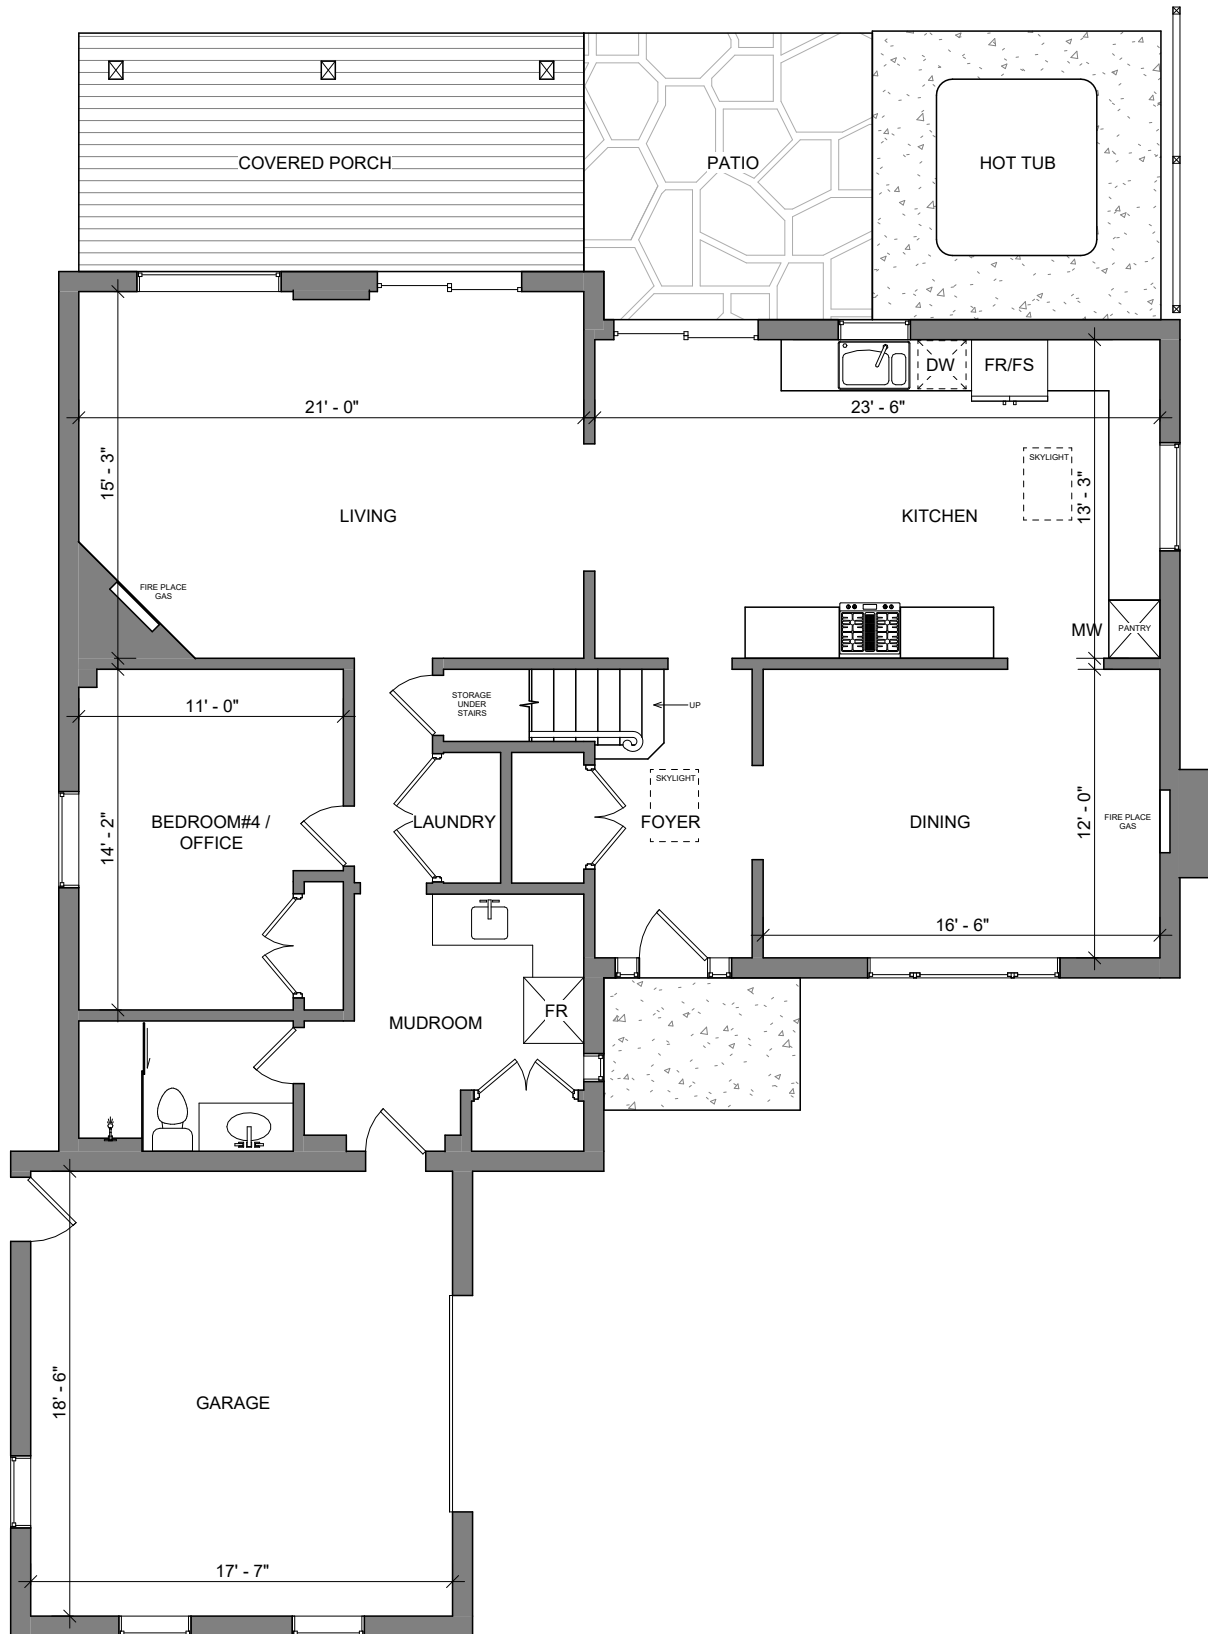 COVERED PORCH
PATIO
HOT TUB
DW
FR/FS
21' - 0"
23' - 6"
15' - 3"
SKYLIGHT
13' - 3"
LIVING
KITCHEN
FIRE PLACE
GAS
MW
PANTRY
11' - 0"
STORAGE
UNDER
STAIRS
UP
SKYLIGHT
14' - 2"
BEDROOM#4 /
OFFICE
LAUNDRY
FOYER
DINING
12' - 0"
FIRE PLACE
GAS
16' - 6"
MUDROOM
FR
18' - 6"
GARAGE
17' - 7"